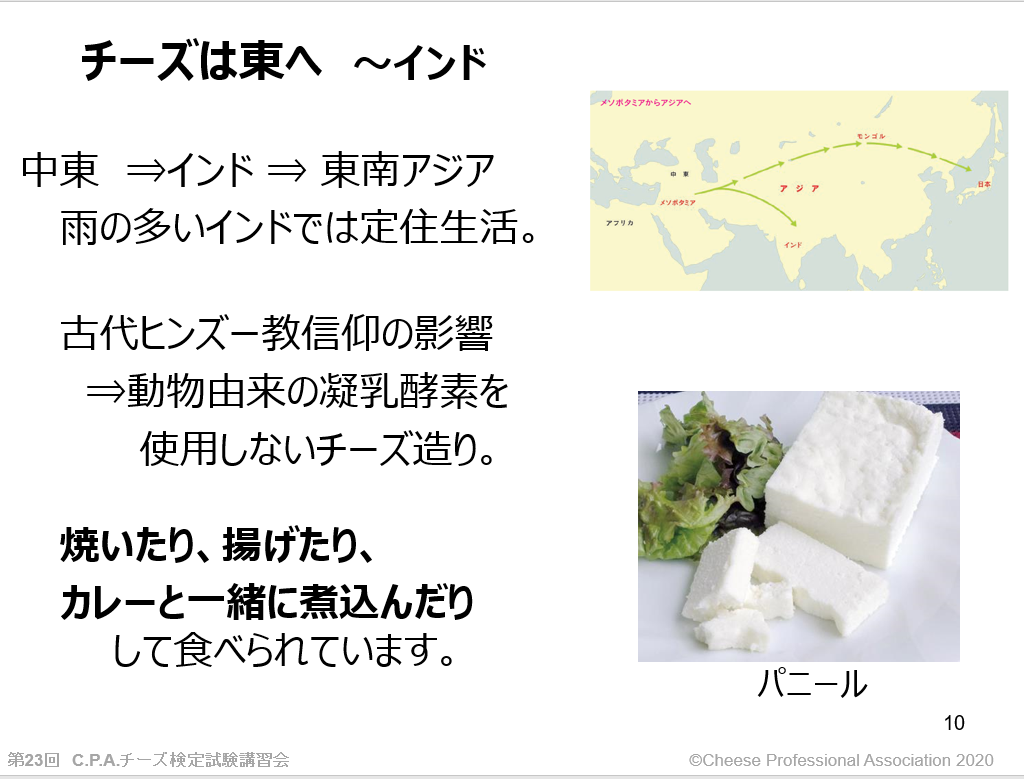 チーズは東へ ～インド
中東 ⇒インド ⇒ 東南アジア
雨の多いインドでは定住生活。
古代ヒンズー教信仰の影響
⇒動物由来の凝乳酵素を
使用しないチーズ造り。
焼いたり、揚げたり、
カレーと一緒に煮込んだり
して食べられています。
メソポタミアからアジアへ
モンゴル
中 東
ア ジ ア
日本
メソポタミア
アフリカ
インド
パニール
10
第23回 C.P.A.チーズ検定試験講習会
©Cheese Professional Association 2020